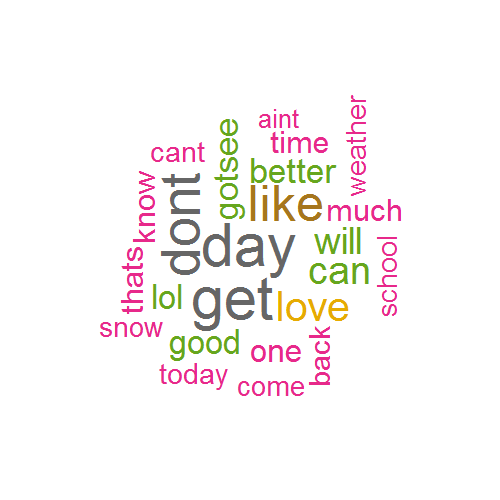 aint
time
weather
cant
gotsee
better
know
dont
like
much
day
will
can
school
thats
lol
get
love
snow
good
one
back
today
come